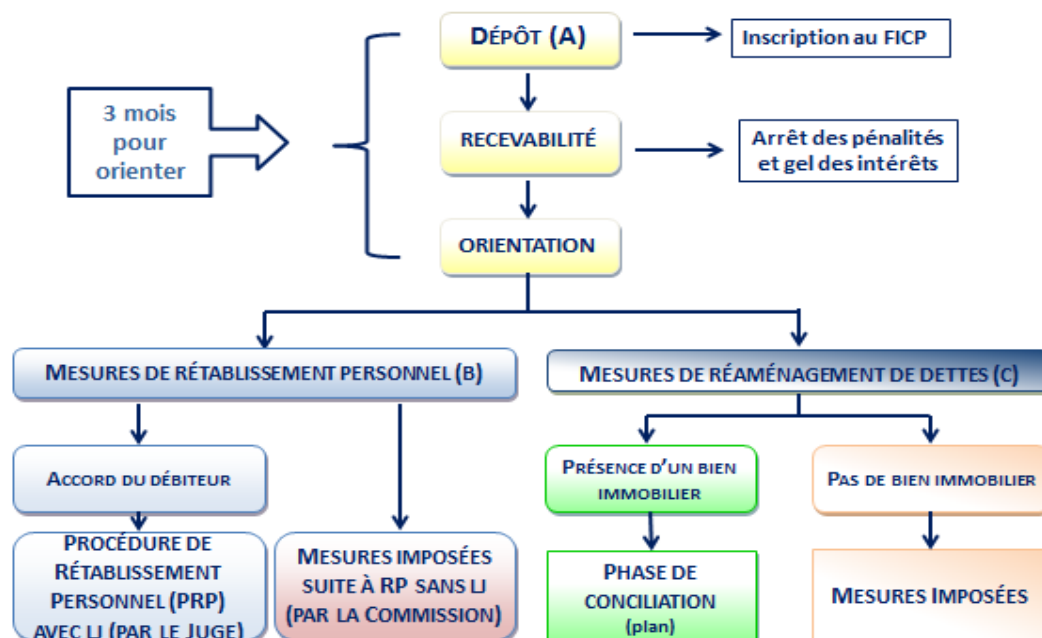 DÉPÔT (A)
Inscription au FICP
3 mois
pour
orienter
RECEVABILITÉ
Arrêt des pénalités
et gel des intérêts
ORIENTATION
MESURES DE RÉTABLISSEMENT PERSONNEL (B)
MESURES DE RÉAMÉNAGEMENT DE DETTES (C)
ACCORD DU DÉBITEUR
PRÉSENCE D'UN BIEN
IMMOBILIER
PAS DE BIEN IMMOBILIER
PROCÉDURE DE
RÉTABLISSEMENT
PERSONNEL (PRP)
AVEC LJ (PAR LE JUGE)
MESURES IMPOSÉES
SUITE À RP SANS LJ
(PAR LA COMMISSION)
PHASE DE
CONCILIATION
(plan)
MESURES IMPOSÉES